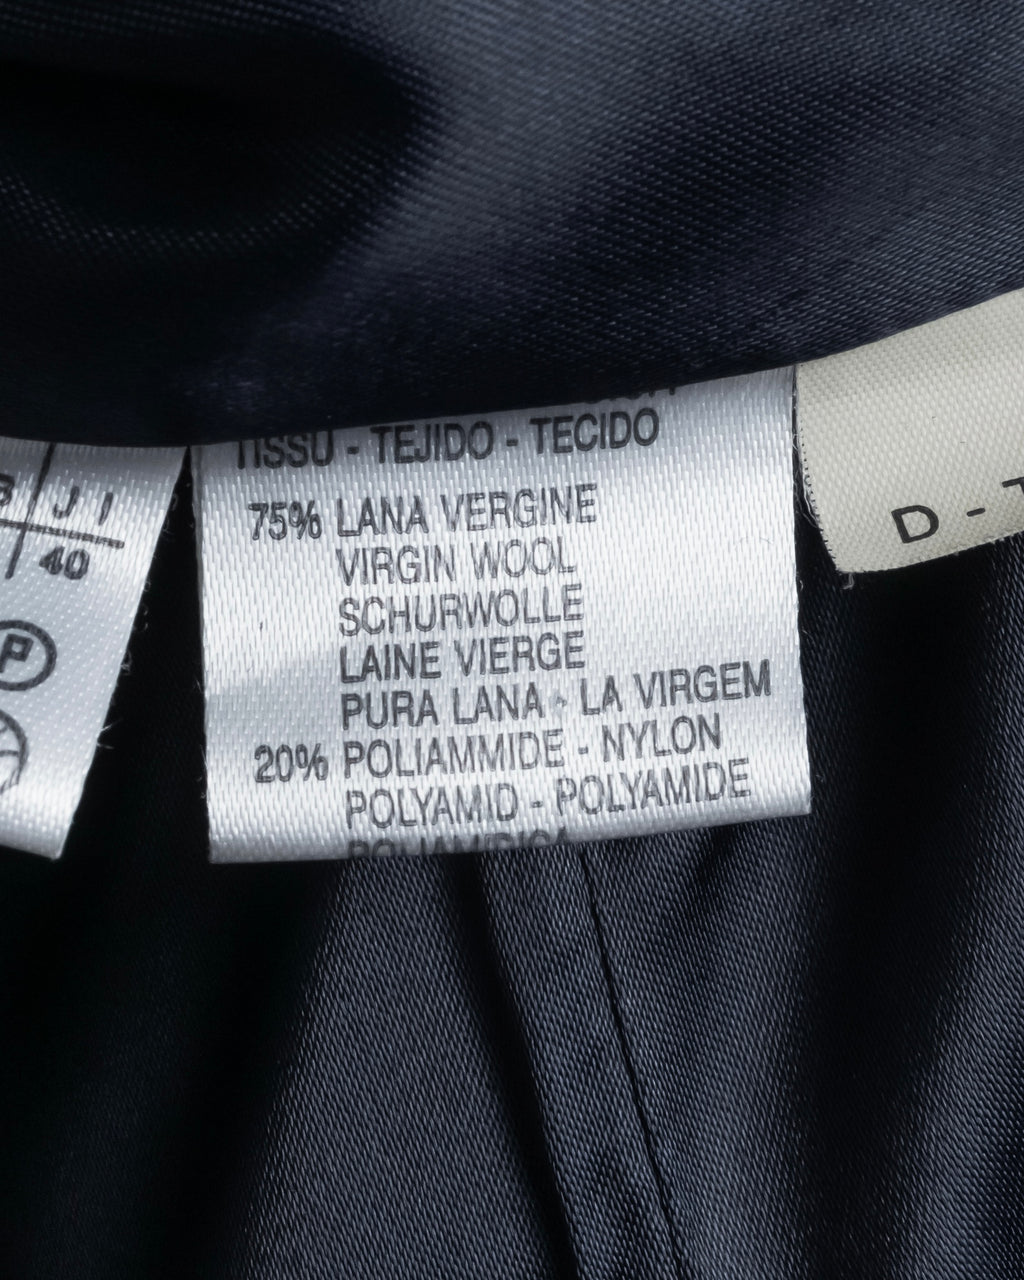 TISSU - TEJIDO - TECIDO
75% LANA VERGINE
VIRGIN WOOL
SCHURWOLLE
LAINE VIERGE
PURA LANA - LA VIRGEM
20% POLIAMMIDE - NYLON
POLYAMID - POLYAMIDE
POLIAMIDICA
J I
40
P
D - T